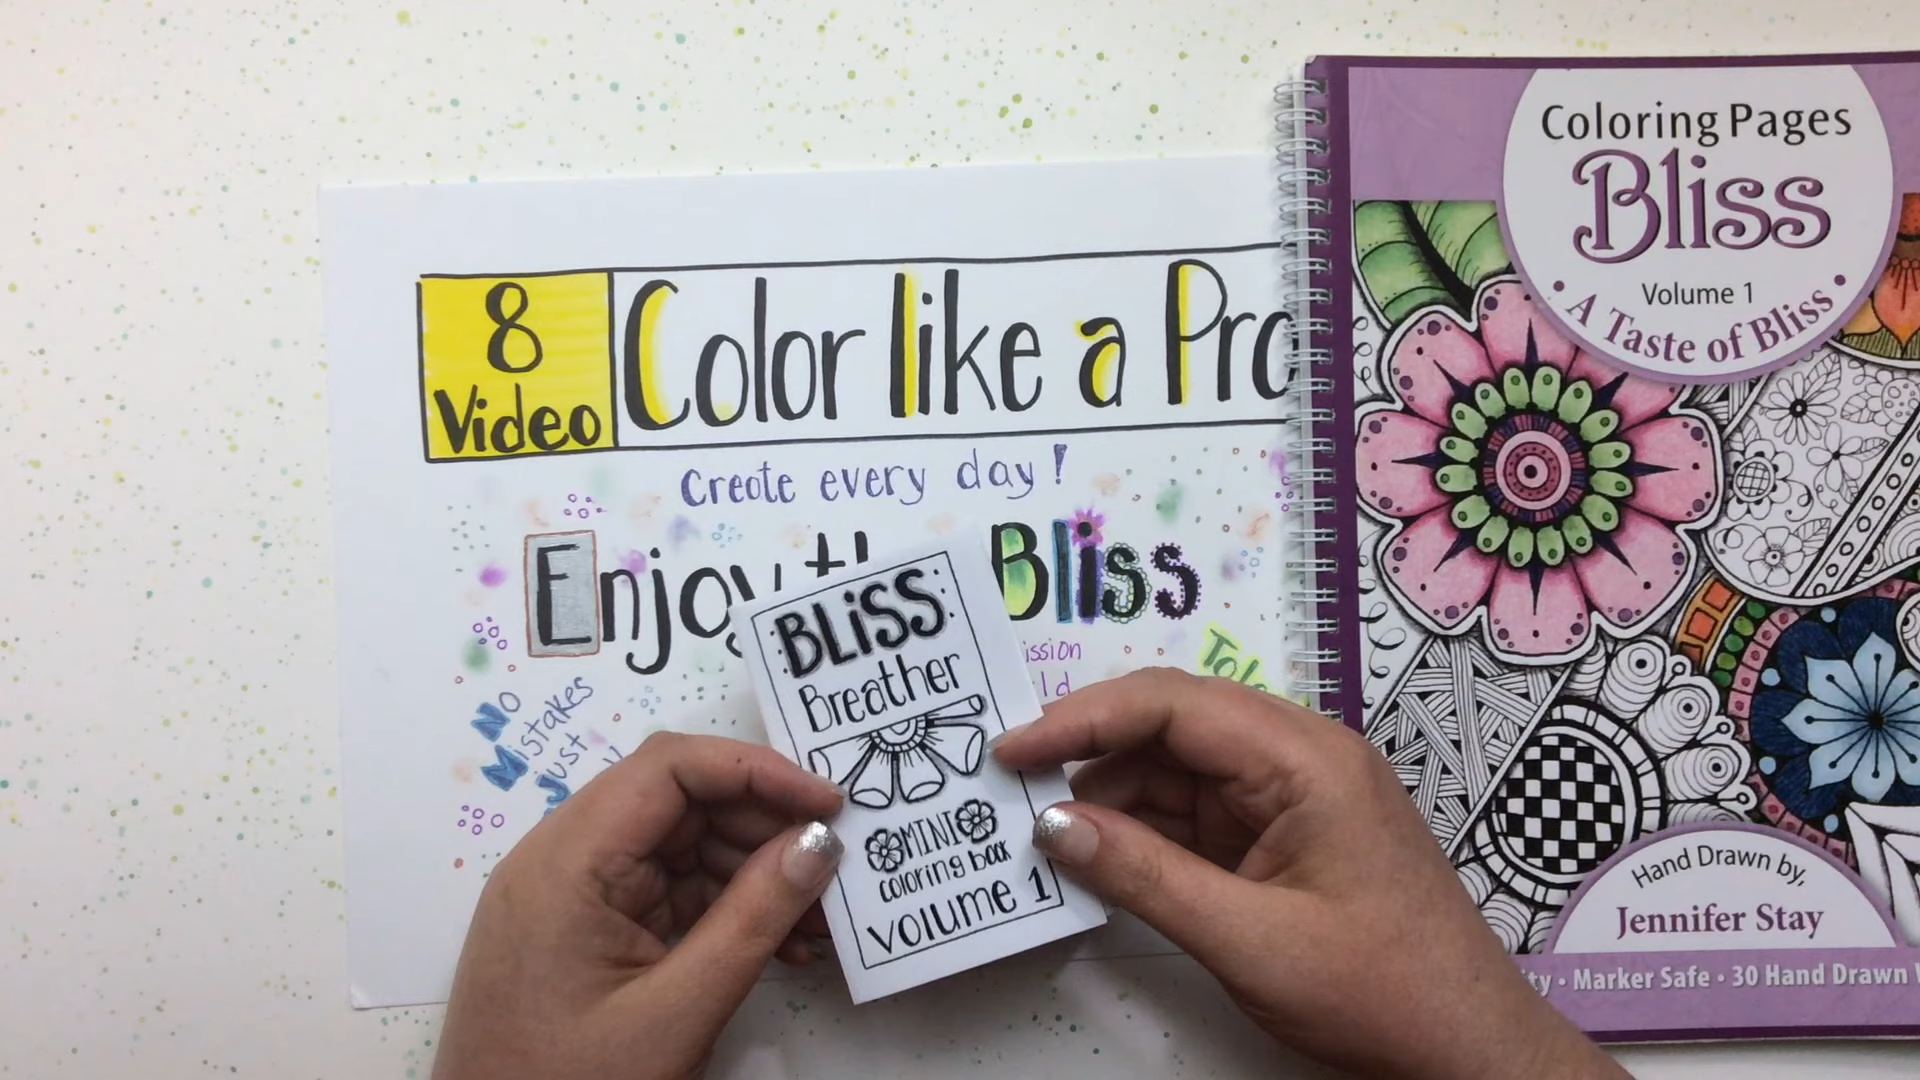 8
Video
Color like a Pro
Create every day!
Enjoy the Bliss
No
Mistakes
Just
BLiSS
Breather
MINI
coloring book
Volume 1
Coloring Pages
Bliss
Volume 1
• A Taste of Bliss •
Hand Drawn by,
Jennifer Stay
• Marker Safe • 30 Hand Drawn